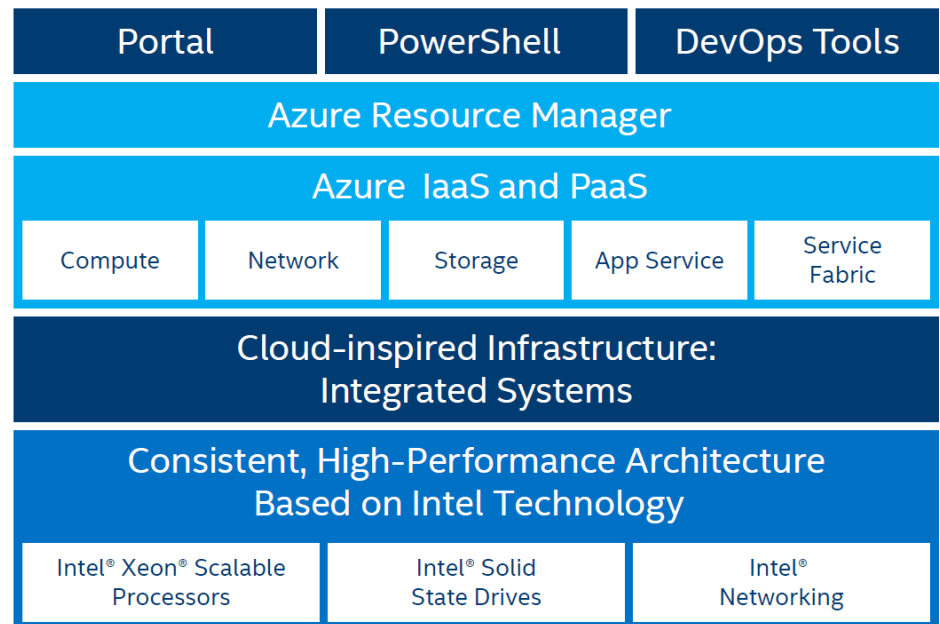 Portal
PowerShell
DevOps Tools
Azure Resource Manager
Azure IaaS and PaaS
Compute
Network
Storage
App Service
Service
Fabric
Cloud-inspired Infrastructure:
Integrated Systems
Consistent, High-Performance Architecture
Based on Intel Technology
Intel® Xeon® Scalable
Processors
Intel® Solid
State Drives
Intel®
Networking